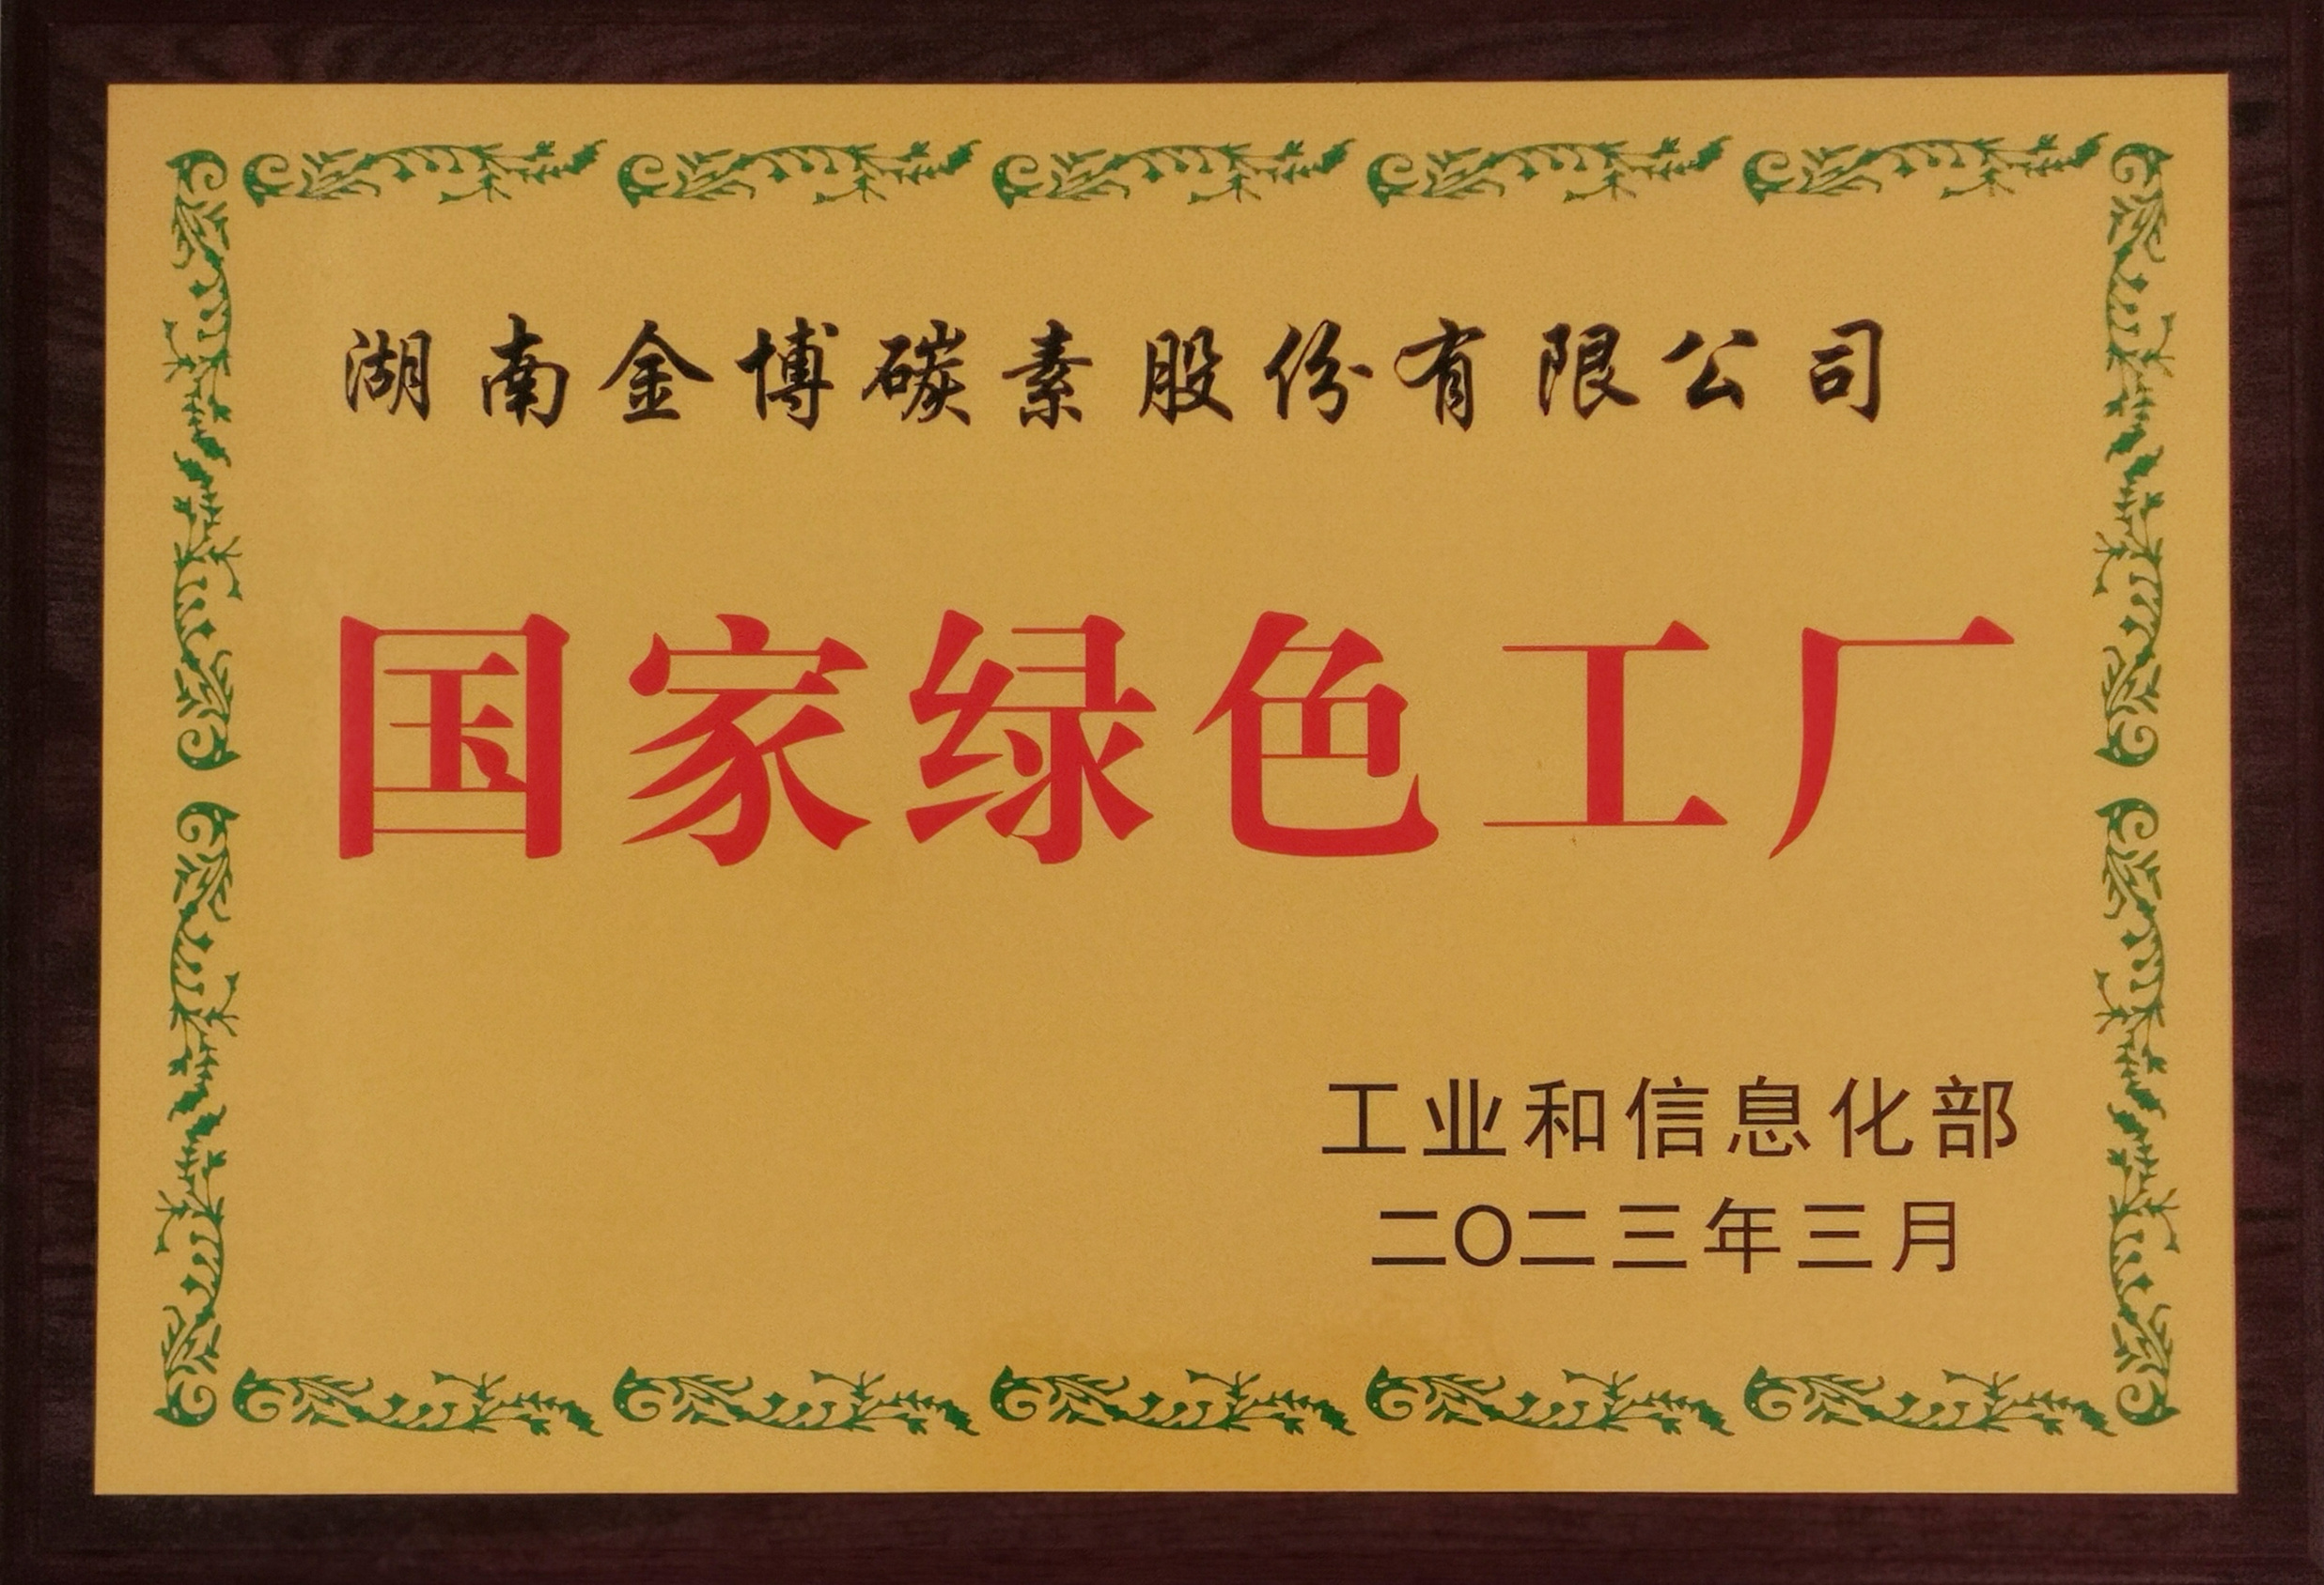 湖南金博碳素股份有限公司
国家绿色工厂
工业和信息化部
二〇二三年三月